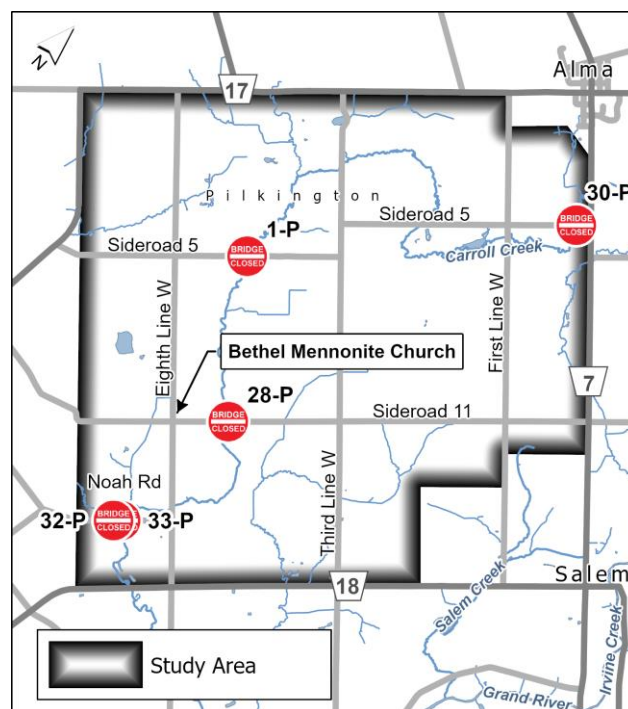 N
17
Alma
Pilkington
30-P
1-P
Sideroad 5
BRIDGE
CLOSED
Sideroad 5
BRIDGE
CLOSED
Carroll Creek
Eighth Line W
First Line W
Bethel Mennonite Church
28-P
7
BRIDGE
CLOSED
Sideroad 11
Noah Rd
Third Line W
32-P
BRIDGE
CLOSED
33-P
18
Salem
Salem Creek
Irvine Creek
Study Area
Grand River